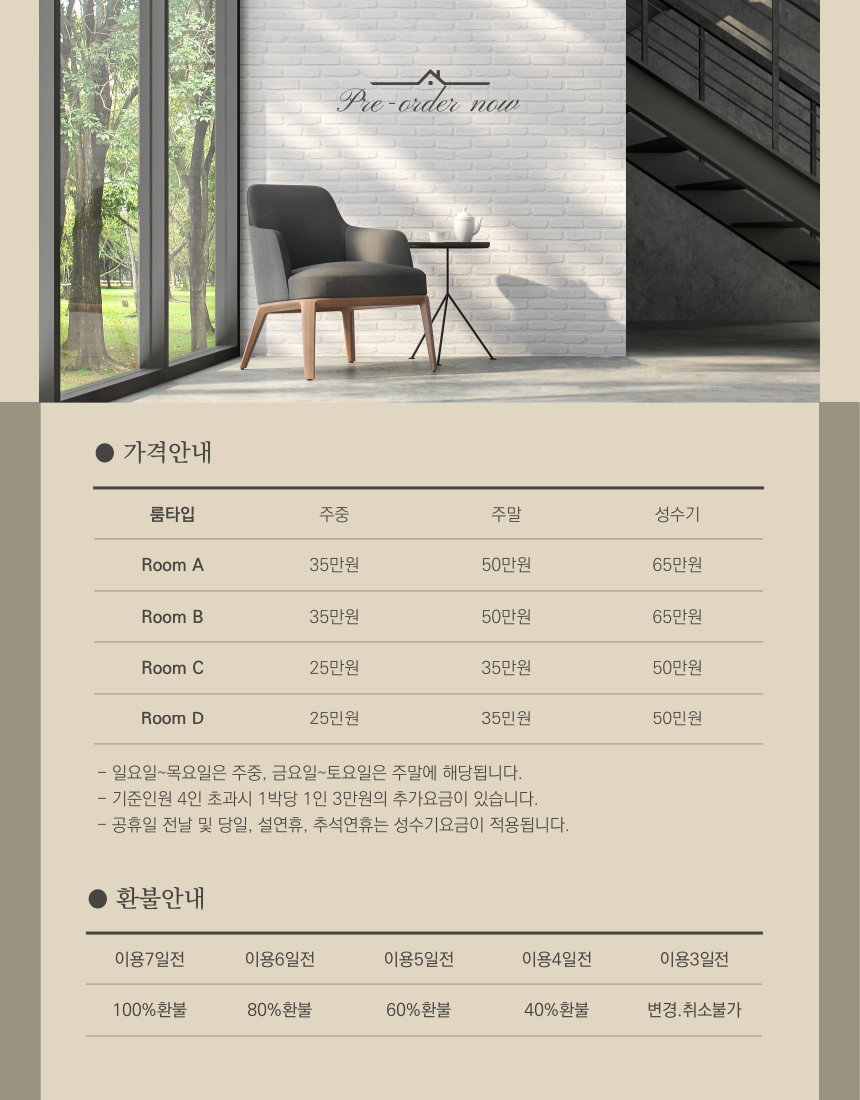 Pre-order now
● 가격안내
룸타입 주중 주말 성수기
Room A 35만원 50만원 65만원
Room B 35만원 50만원 65만원
Room C 25만원 35만원 50만원
Room D 25민원 35민원 50민원
- 일요일~목요일은 주중, 금요일~토요일은 주말에 해당됩니다.
- 기준인원 4인 초과시 1박당 1인 3만원의 추가요금이 있습니다.
- 공휴일 전날 및 당일, 설연휴, 추석연휴는 성수기요금이 적용됩니다.
● 환불안내
이용7일전 이용6일전 이용5일전 이용4일전 이용3일전
100%환불 80%환불 60%환불 40%환불 변경.취소불가